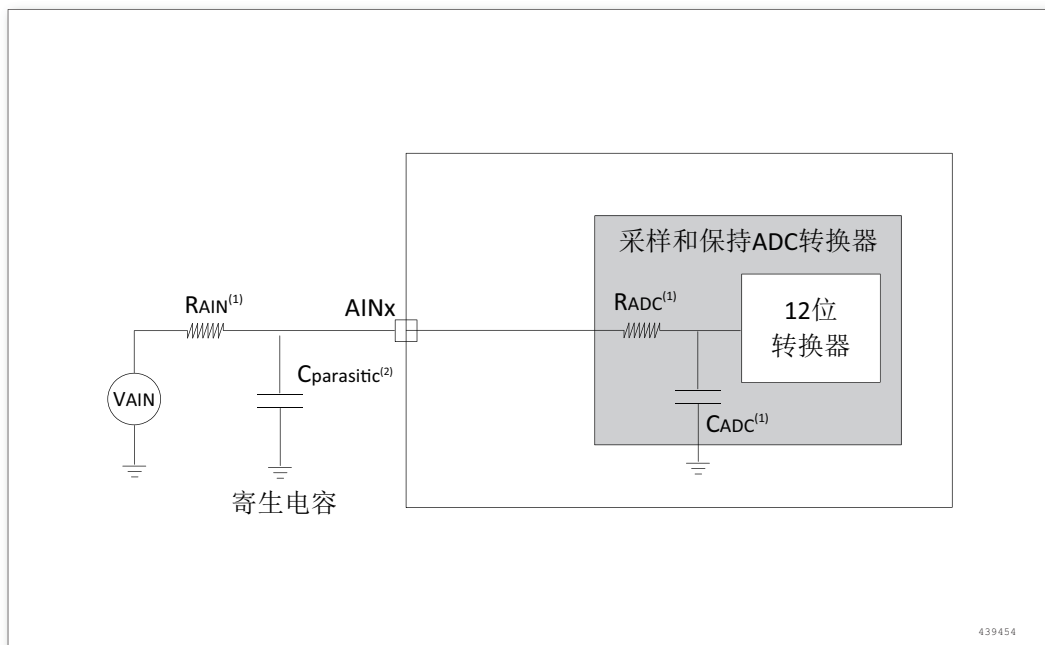 采样和保持ADC转换器
RAIN(1)
AINx
RADC(1)
12位
转换器
VAIN
Cparasitic(2)
CADC(1)
寄生电容
439454